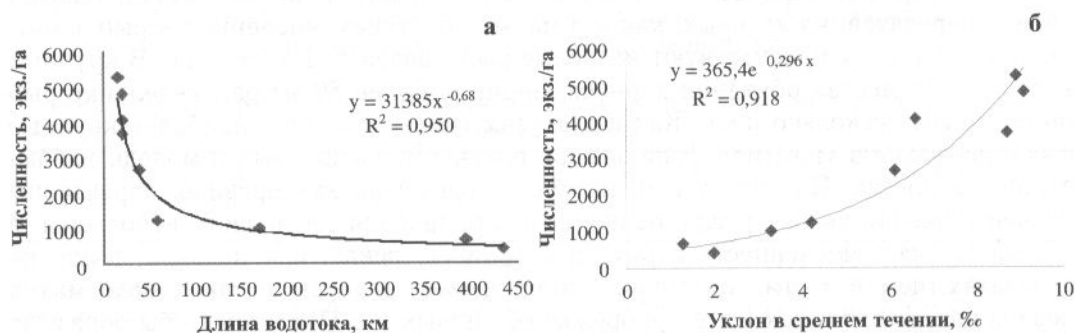 а
Численность, экз./га
6000
5000
4000
3000
2000
1000
0
y = 31385x -0,68
R² = 0,950
0 50 100 150 200 250 300 350 400 450
Длина водотока, км
б
Численность, экз./га
6000
5000
4000
3000
2000
1000
0
y = 365,4e 0,296 x
R² = 0,918
0 2 4 6 8 10
Уклон в среднем течении, ‰